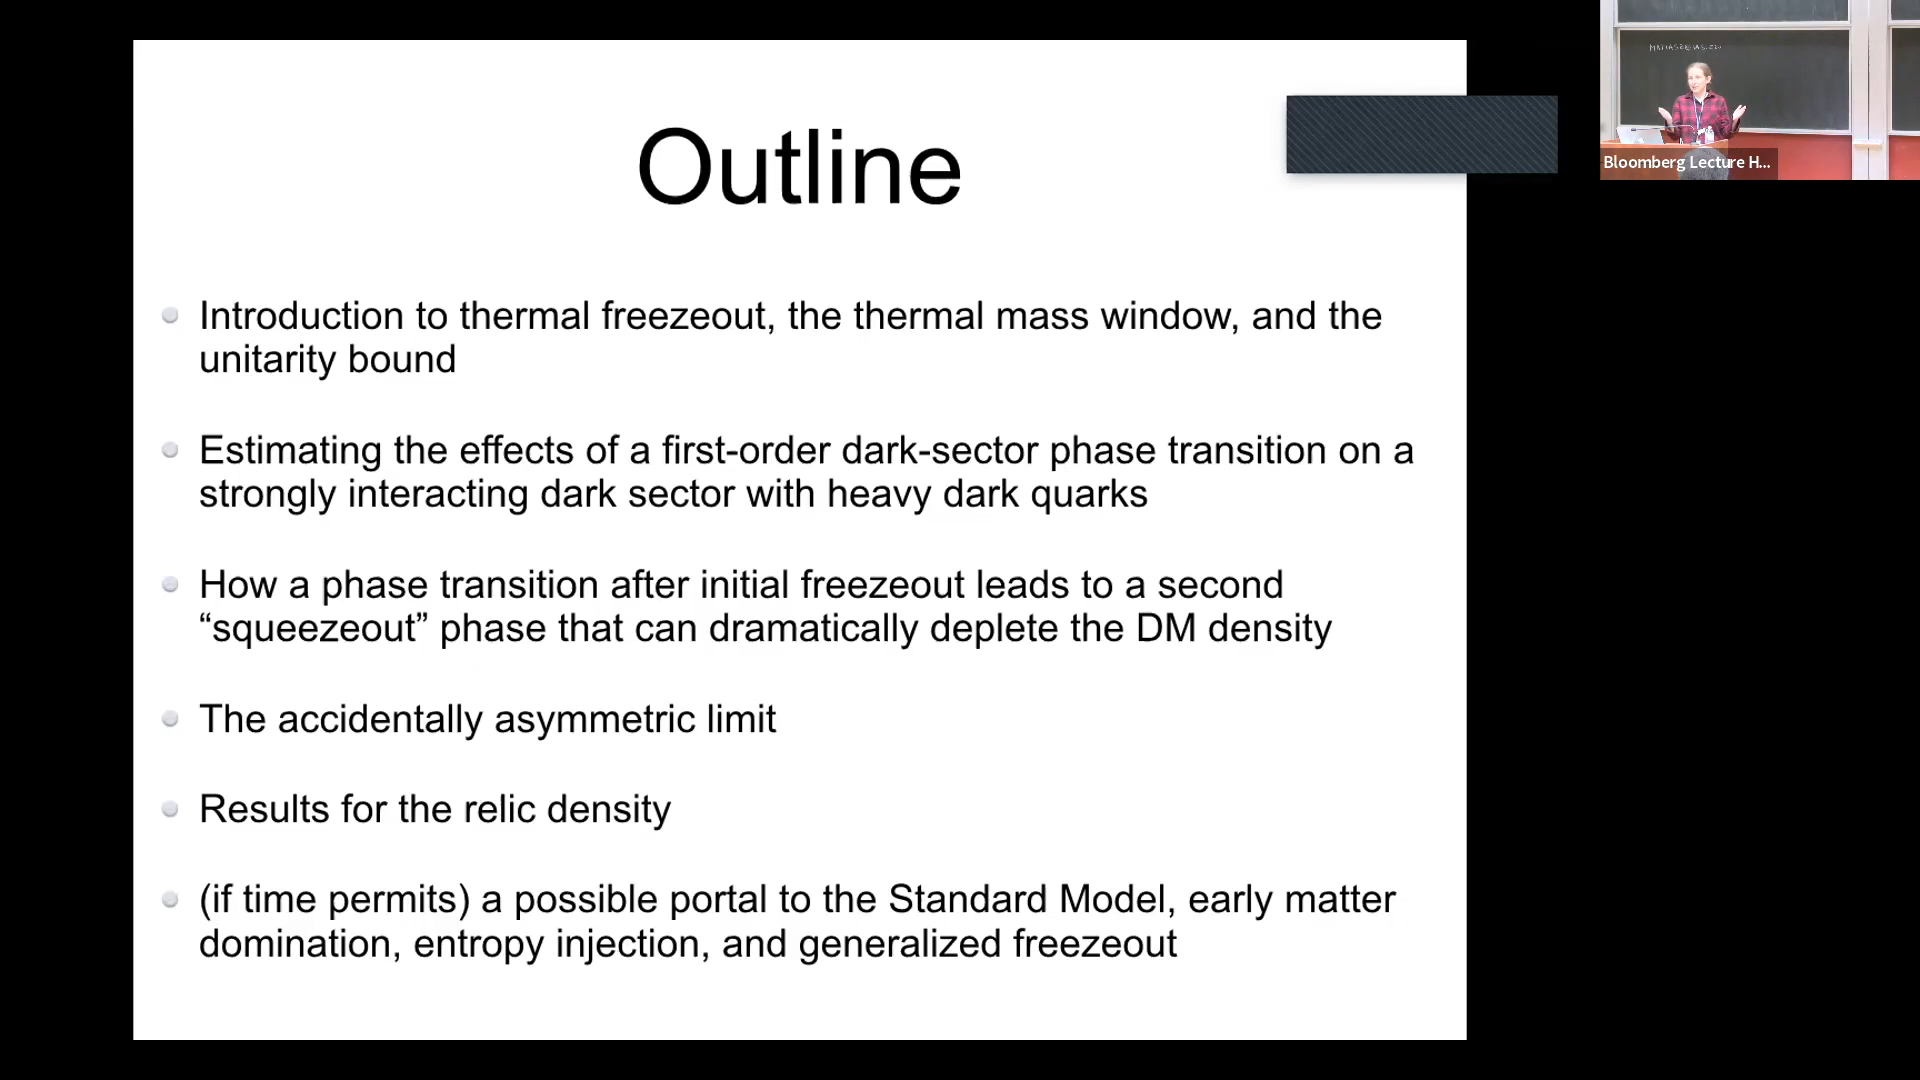 Outline
Introduction to thermal freezeout, the thermal mass window, and the
unitarity bound
Estimating the effects of a first-order dark-sector phase transition on a
strongly interacting dark sector with heavy dark quarks
How a phase transition after initial freezeout leads to a second
“squeezeout” phase that can dramatically deplete the DM density
The accidentally asymmetric limit
Results for the relic density
(if time permits) a possible portal to the Standard Model, early matter
domination, entropy injection, and generalized freezeout
Bloomberg Lecture H...